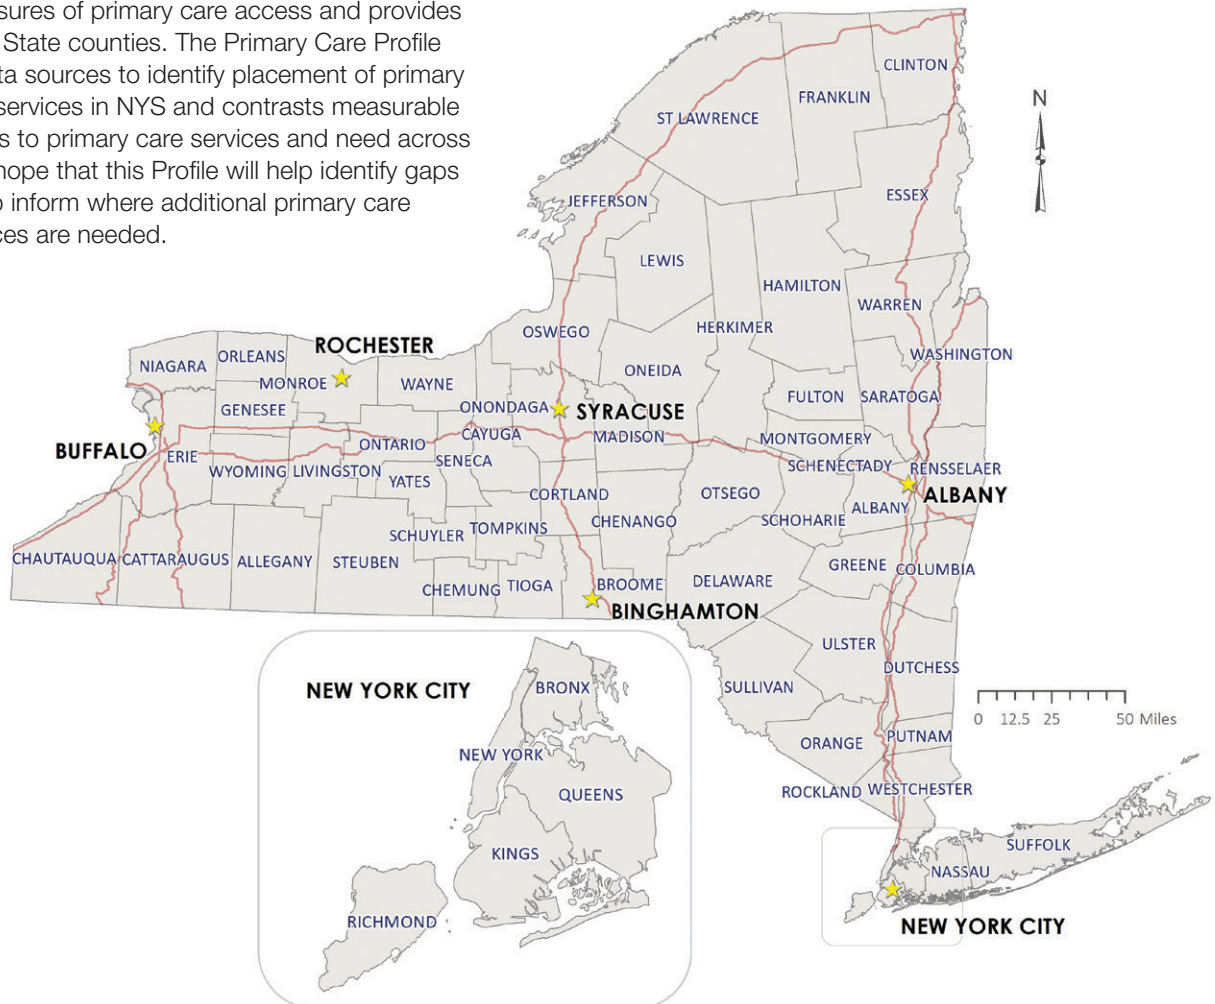 sures of primary care access and provides
State counties. The Primary Care Profile
ta sources to identify placement of primary
services in NYS and contrasts measurable
s to primary care services and need across
hope that this Profile will help identify gaps
o inform where additional primary care
ces are needed.
N
CLINTON
FRANKLIN
ST LAWRENCE
ESSEX
JEFFERSON
LEWIS
HAMILTON
WARREN
OSWEGO
HERKIMER
WASHINGTON
ROCHESTER
ORLEANS
NIAGARA
ONEIDA
MONROE
WAYNE
FULTON
SARATOGA
GENESEE
ONONDAGA
SYRACUSE
CAYUGA
MADISON
MONTGOMERY
ONTARIO
BUFFALO
ERIE
SENECA
SCHENECTADY
RENSSELAER
WYOMING
LIVINGSTON
YATES
CORTLAND
OTSEGO
ALBANY
ALBANY
CHENANGO
SCHOHARIE
SCHUYLER
TOMPKINS
CHAUTAUQUA
CATTARAUGUS
ALLEGANY
STEUBEN
GREENE
COLUMBIA
CHEMUNG
TIOGA
BROOME
DELAWARE
BINGHAMTON
ULSTER
DUTCHESS
SULLIVAN
NEW YORK CITY
BRONX
0 12.5 25 50 Miles
ORANGE
PUTNAM
NEW YORK
QUEENS
ROCKLAND
WESTCHESTER
KINGS
SUFFOLK
NASSAU
RICHMOND
NEW YORK CITY